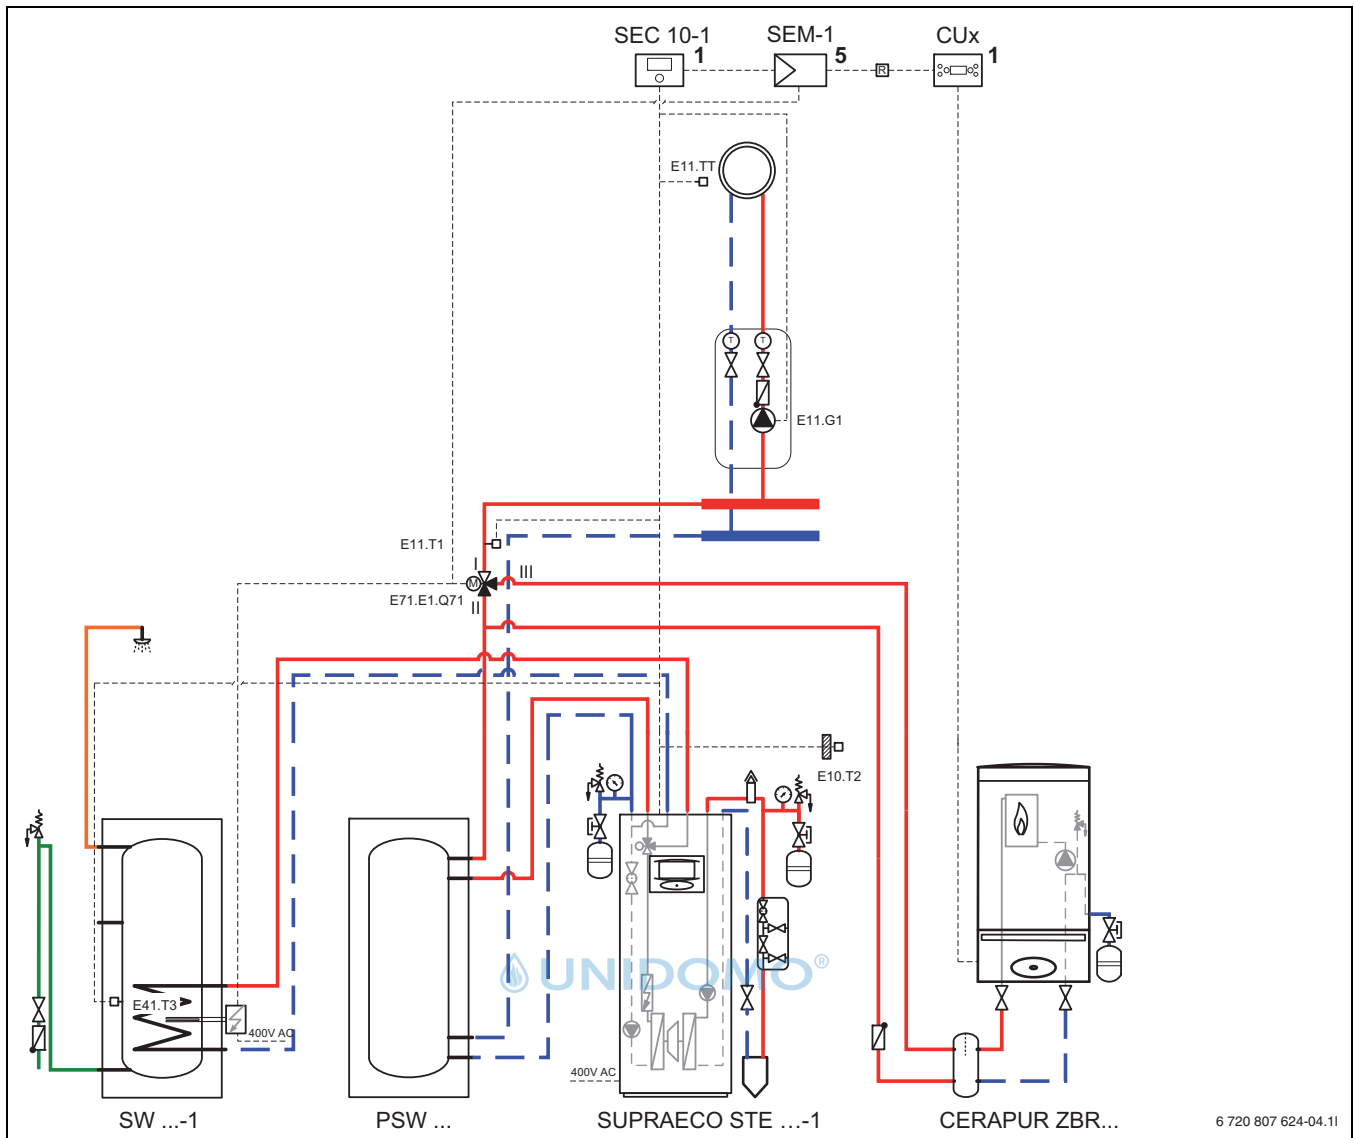 SEC 10-1
SEM-1
CUx
1
5
1
R
E11.TT
T
T
E11.G1
E11.T1
I
III
M
E71.E1.Q71
II
E10.T2
UNIDOMO®
E41.T3
400V AC
400V AC
SW ...-1
PSW ...
SUPRAECO STE ...-1
CERAPUR ZBR...
6 720 807 624-04.1I